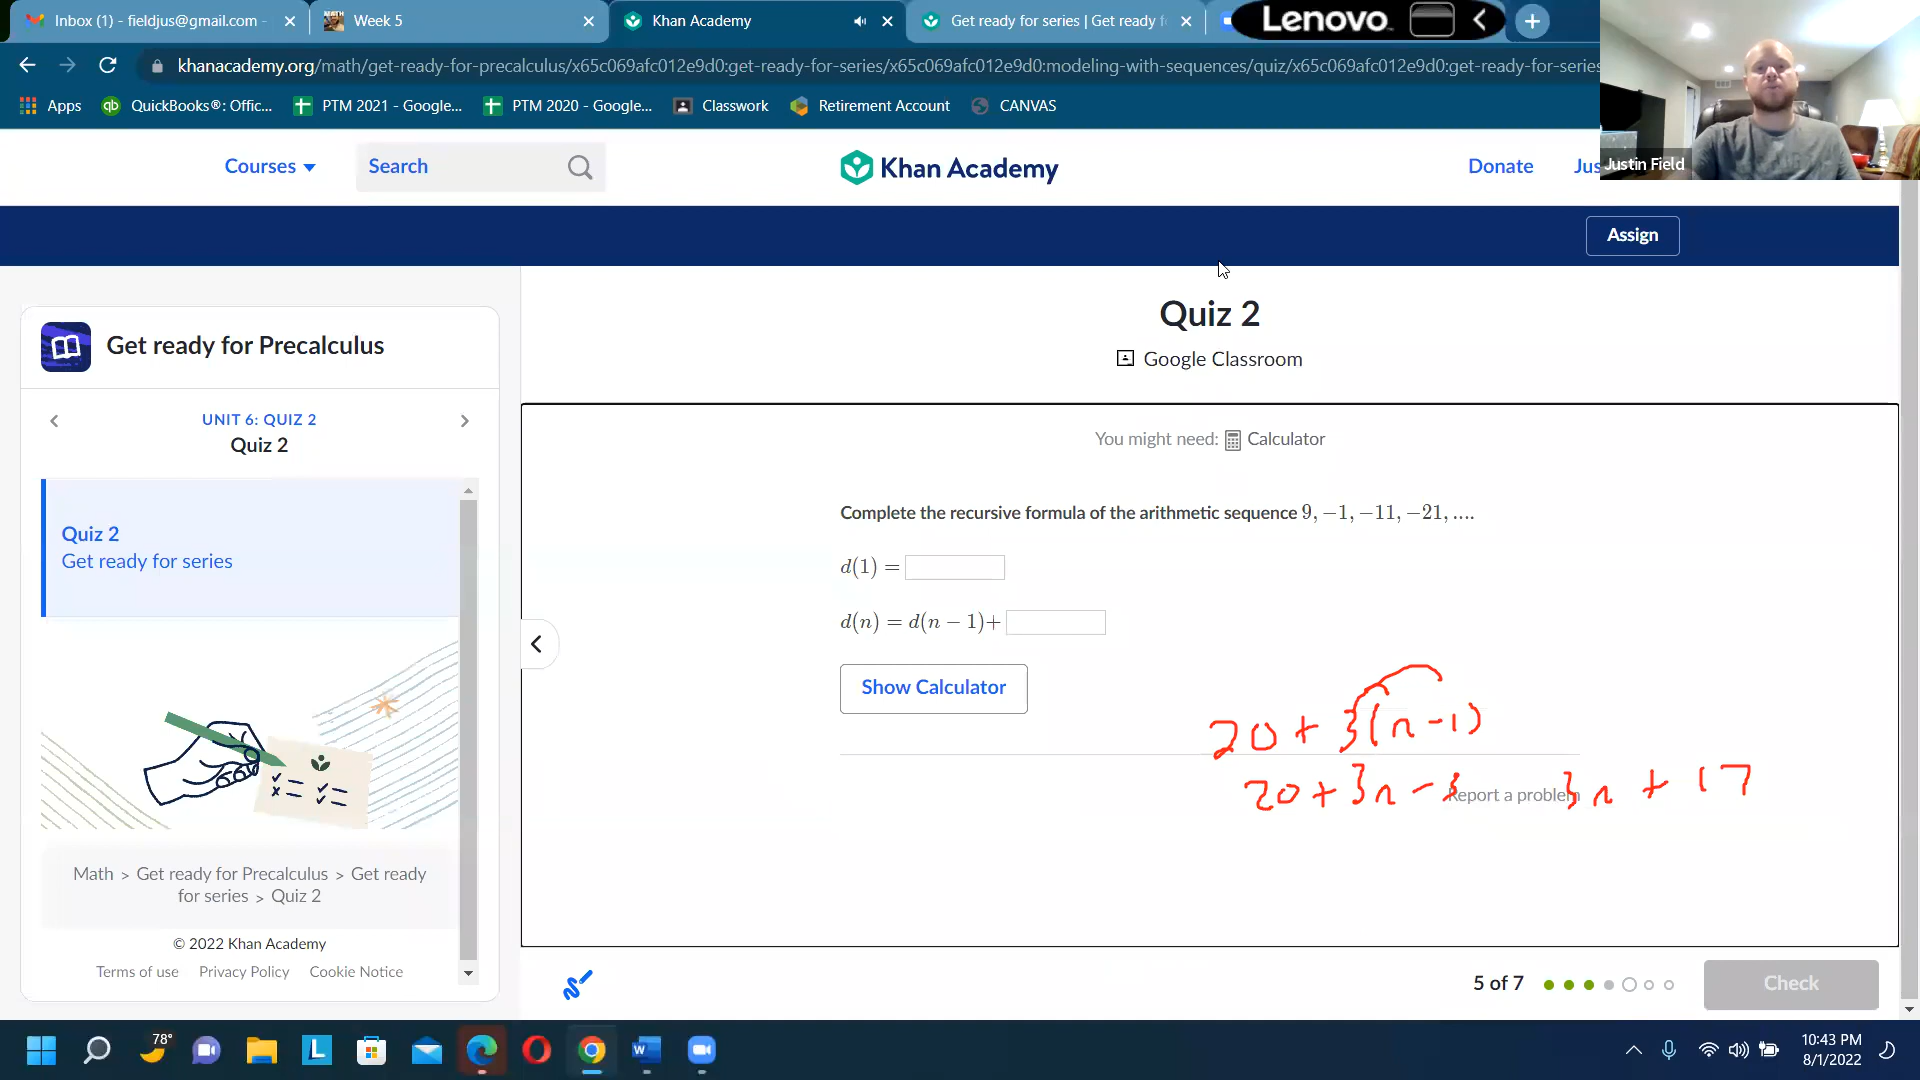 Inbox (1) - fieldjus@gmail.com -
Week 5
Khan Academy
Get ready for series | Get ready f
Lenovo
khanacademy.org/math/get-ready-for-precalculus/x65c069afc012e9d0:get-ready-for-series/x65c069afc012e9d0:modeling-with-sequences/quiz/x65c069afc012e9d0:get-ready-for-series
Apps
QuickBooks®: Offic...
PTM 2021 - Google...
PTM 2020 - Google...
Classwork
Retirement Account
CANVAS
Justin Field
Courses
Search
Khan Academy
Donate
Jus
Assign
Get ready for Precalculus
UNIT 6: QUIZ 2
Quiz 2
Quiz 2
Get ready for series
Math > Get ready for Precalculus > Get ready
for series > Quiz 2
© 2022 Khan Academy
Terms of use
Privacy Policy
Cookie Notice
Quiz 2
Google Classroom
You might need: Calculator
Complete the recursive formula of the arithmetic sequence 9, −1, −11, −21, ....
d(1) =
d(n) = d(n − 1)+
Show Calculator
20 + 3(n - 1)
20 + 3n - 3
3n + 17
Report a problem
5 of 7
Check
78°
10:43 PM
8/1/2022